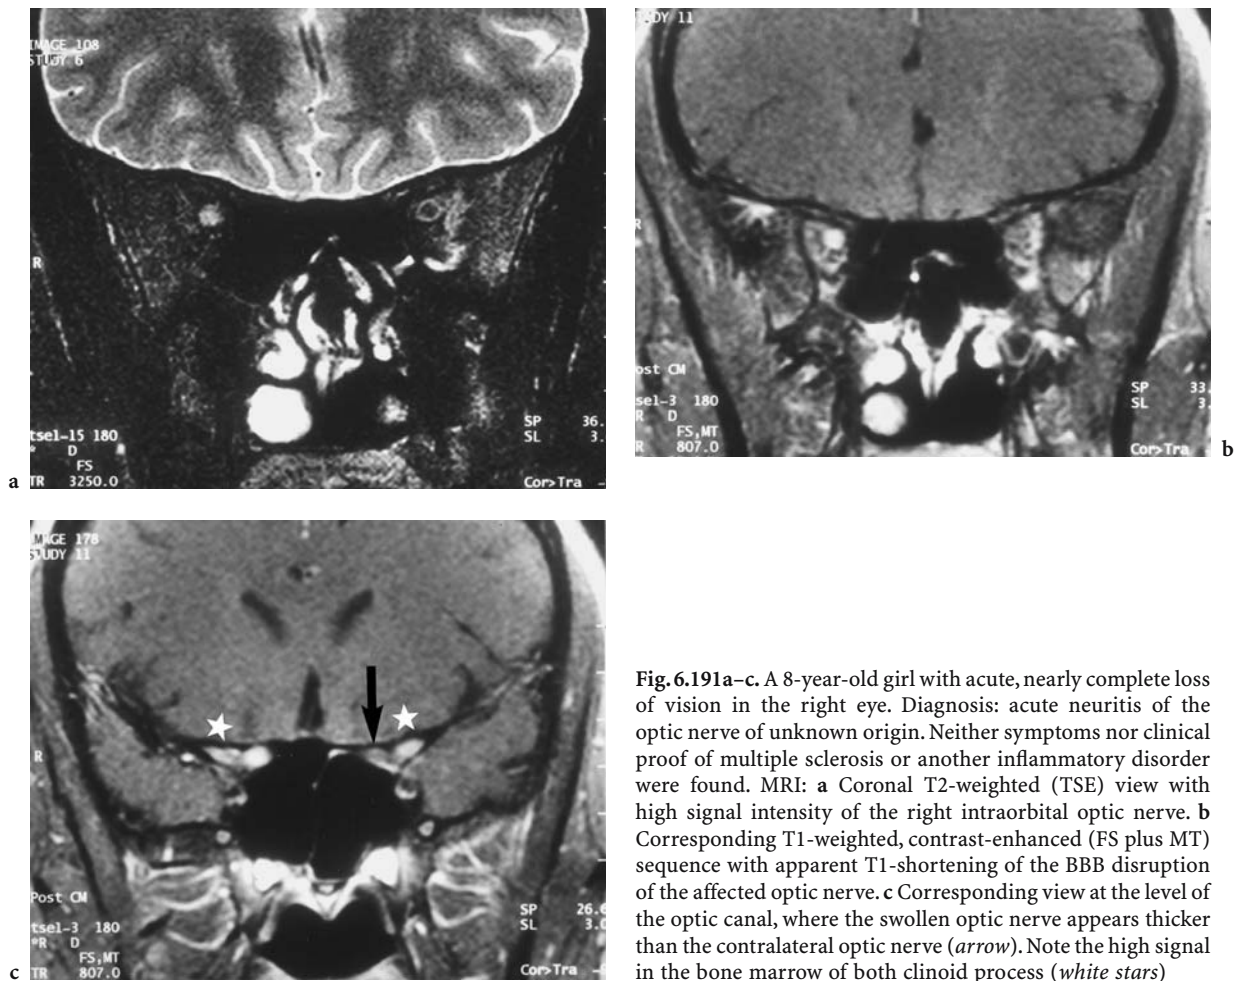 IMAGE 108
STUDY 6
R
tsel-15 180
* D
FS
TR 3250.0
SP 36.
SL 3.
Cor>Tra -
a
UDY 11
R
ost CM
sel-3 180
R D
FS,MT
R 807.0
SP 33.
SL 3.
Cor>Tra
b
MAGE 178
STUDY 11
R
Post CM
tsel-3 180
*R D
FS,MT
TR 807.0
SP 26.6
SL 3.0
Cor>Tra
c
Fig. 6.191a–c. A 8-year-old girl with acute, nearly complete loss
of vision in the right eye. Diagnosis: acute neuritis of the
optic nerve of unknown origin. Neither symptoms nor clinical
proof of multiple sclerosis or another inflammatory disorder
were found. MRI: a Coronal T2-weighted (TSE) view with
high signal intensity of the right intraorbital optic nerve. b
Corresponding T1-weighted, contrast-enhanced (FS plus MT)
sequence with apparent T1-shortening of the BBB disruption
of the affected optic nerve. c Corresponding view at the level of
the optic canal, where the swollen optic nerve appears thicker
than the contralateral optic nerve (arrow). Note the high signal
in the bone marrow of both clinoid process (white stars)